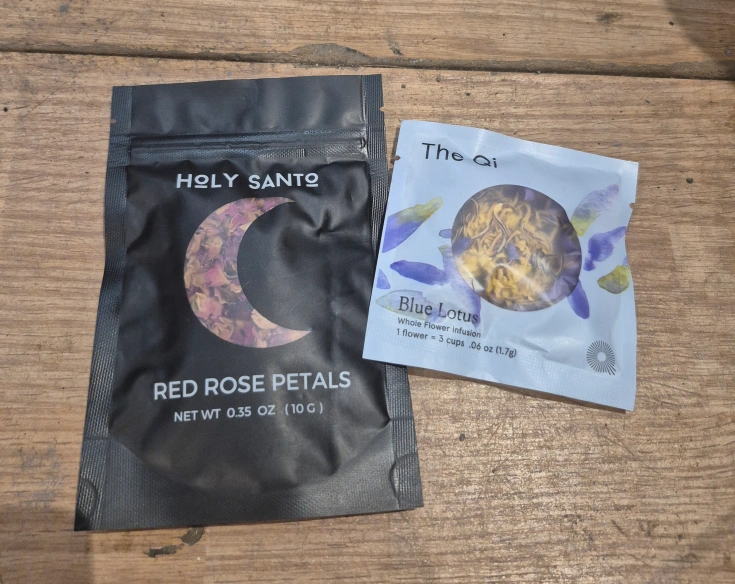 HOLY SANTO
RED ROSE PETALS
NET WT 0.35 OZ (10 G)
The Qi
Blue Lotus
Whole Flower Infusion
1 flower = 3 cups .06 oz (1.7g)